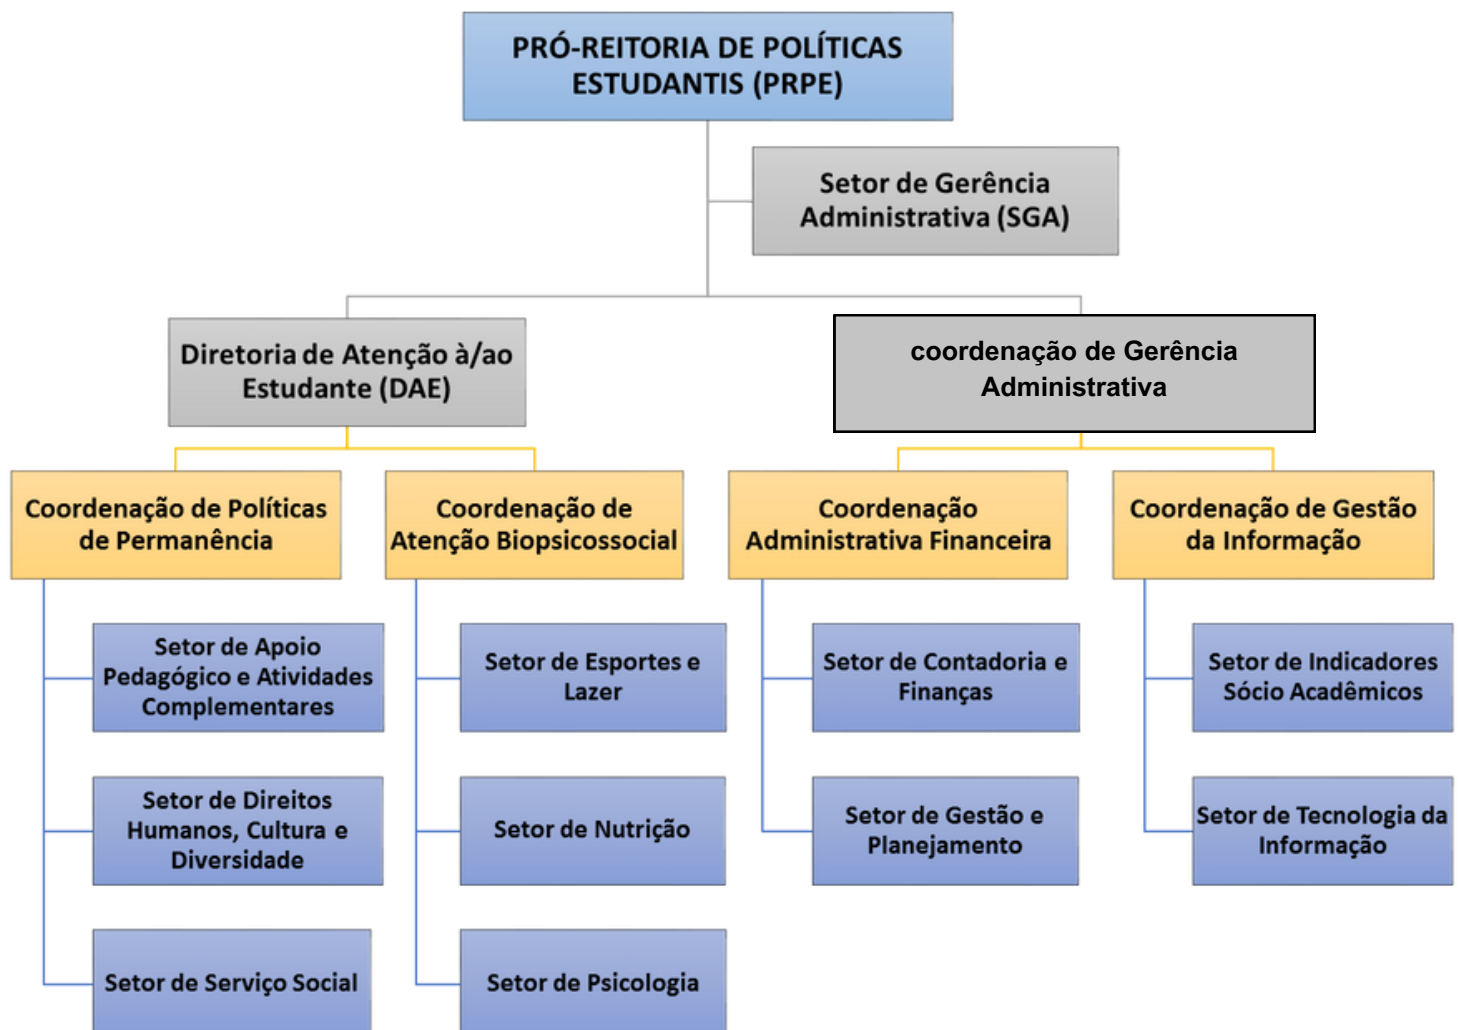 PRÓ-REITORIA DE POLÍTICAS
ESTUDANTIS (PRPE)
Setor de Gerência
Administrativa (SGA)
Diretoria de Atenção à/ao
Estudante (DAE)
coordenação de Gerência
Administrativa
Coordenação de Políticas
de Permanência
Coordenação de
Atenção Biopsicossocial
Coordenação
Administrativa Financeira
Coordenação de Gestão
da Informação
Setor de Apoio
Pedagógico e Atividades
Complementares
Setor de Esportes e
Lazer
Setor de Contadoria e
Finanças
Setor de Indicadores
Sócio Acadêmicos
Setor de Direitos
Humanos, Cultura e
Diversidade
Setor de Nutrição
Setor de Gestão e
Planejamento
Setor de Tecnologia da
Informação
Setor de Serviço Social
Setor de Psicologia